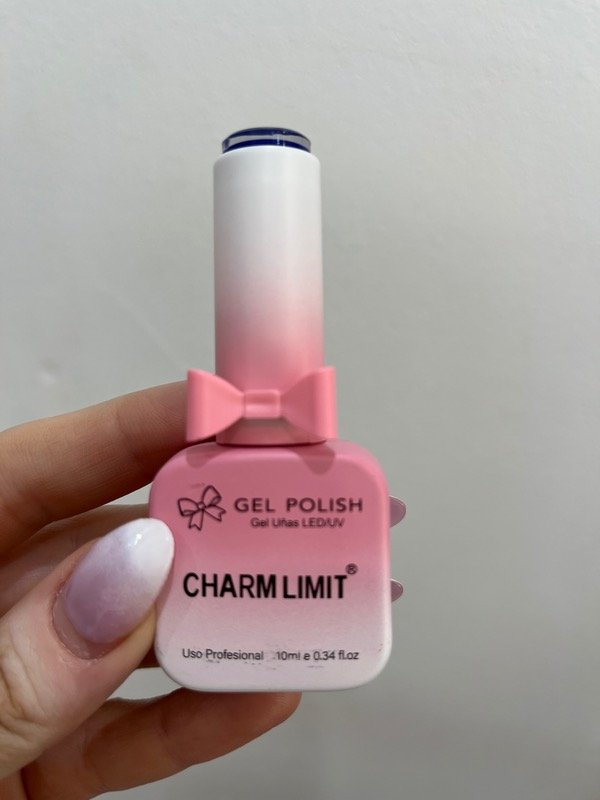 GEL POLISH
Gel Uñas LED/UV
CHARM LIMIT®
Uso Profesional 10ml e 0.34 fl.oz